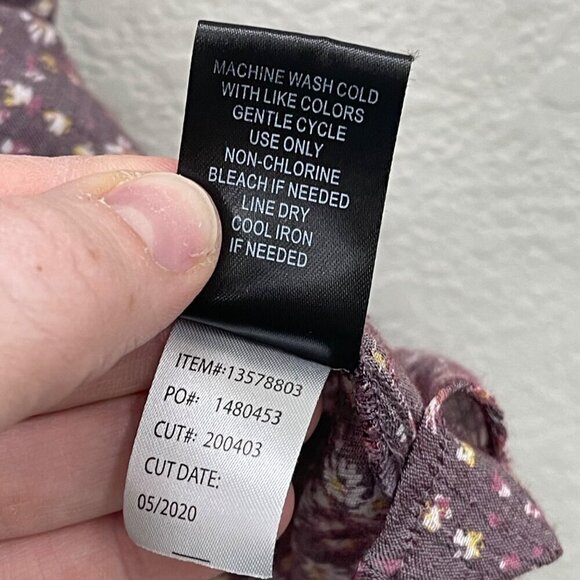 MACHINE WASH COLD
WITH LIKE COLORS
GENTLE CYCLE
USE ONLY
NON-CHLORINE
BLEACH IF NEEDED
LINE DRY
COOL IRON
IF NEEDED
ITEM#:13578803
PO#: 1480453
CUT#: 200403
CUT DATE:
05/2020